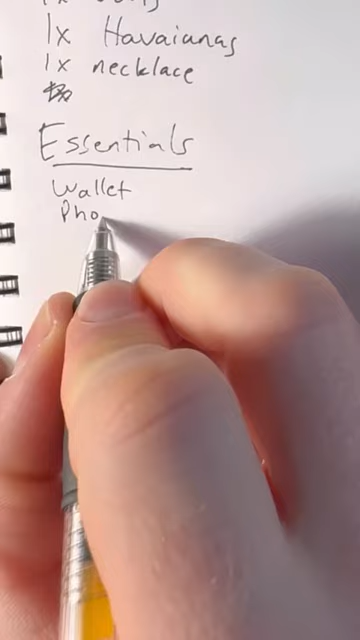 1x Havaianas
1x necklace
Essentials
Wallet
Pho